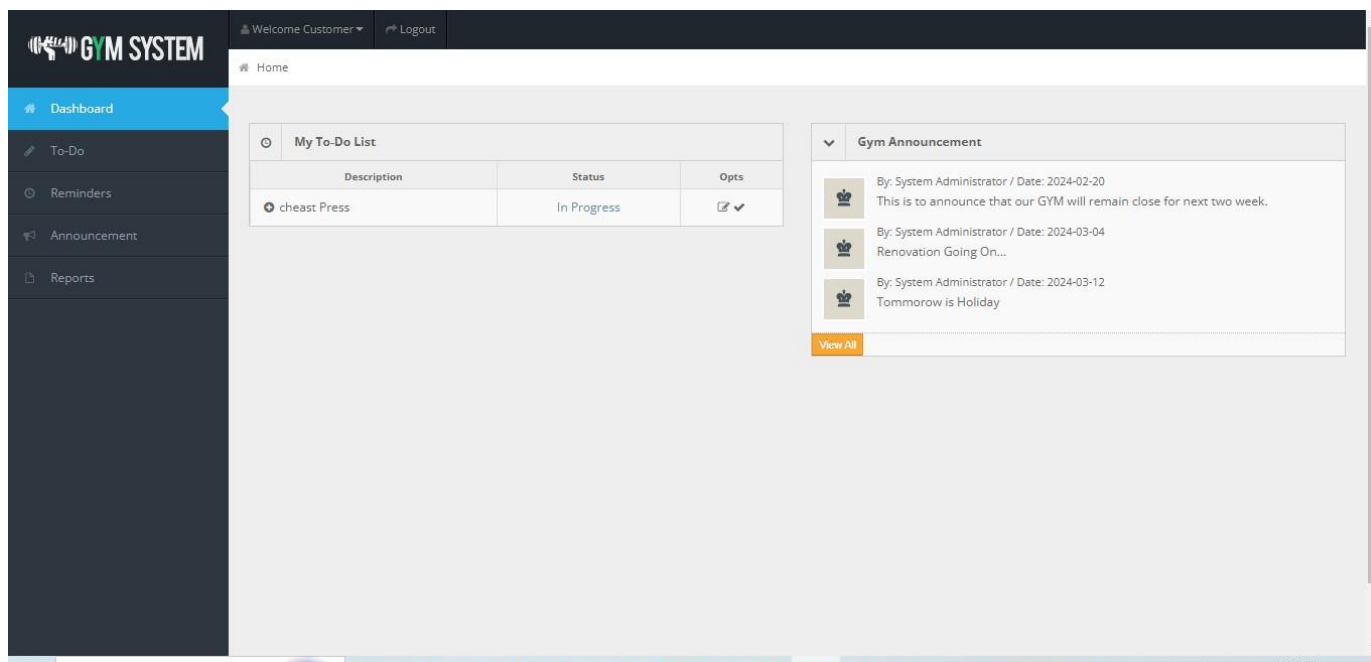 GYM SYSTEM
Welcome Customer
Logout
Home
Dashboard
To-Do
Reminders
Announcement
Reports
My To-Do List
Description Status Opts
cheast Press In Progress
Gym Announcement
By: System Administrator / Date: 2024-02-20
This is to announce that our GYM will remain close for next two week.
By: System Administrator / Date: 2024-03-04
Renovation Going On...
By: System Administrator / Date: 2024-03-12
Tommorow is Holiday
View All